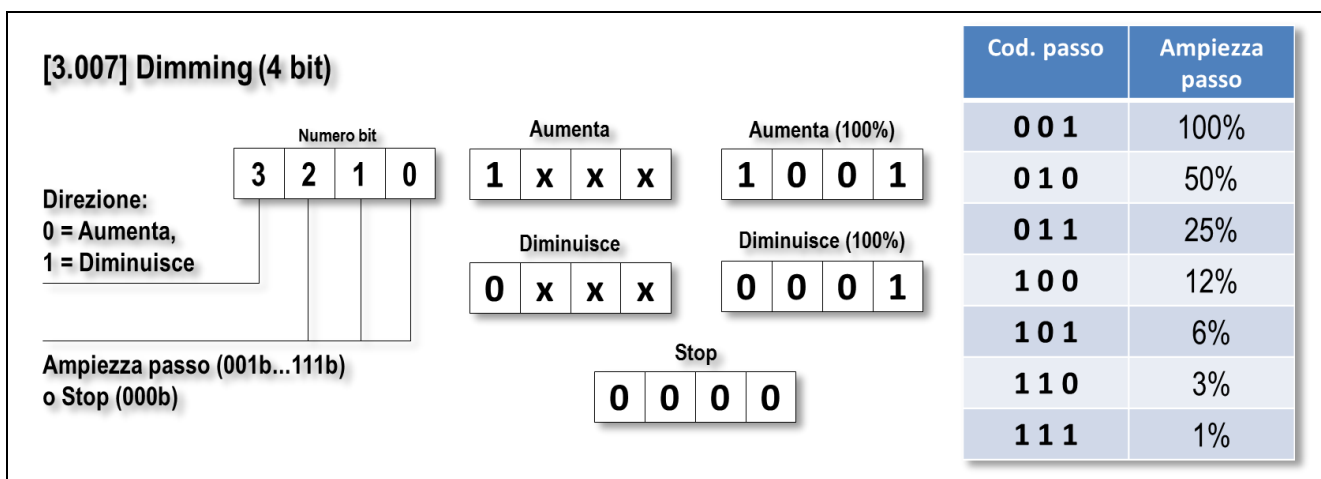 [3.007] Dimming (4 bit)
Numero bit
3 2 1 0
Direzione:
0 = Aumenta,
1 = Diminuisce
Ampiezza passo (001b...111b)
o Stop (000b)
Aumenta
1 x x x
Aumenta (100%)
1 0 0 1
Diminuisce
0 x x x
Diminuisce (100%)
0 0 0 1
Stop
0 0 0 0
Cod. passo Ampiezza
passo
0 0 1 100%
0 1 0 50%
0 1 1 25%
1 0 0 12%
1 0 1 6%
1 1 0 3%
1 1 1 1%